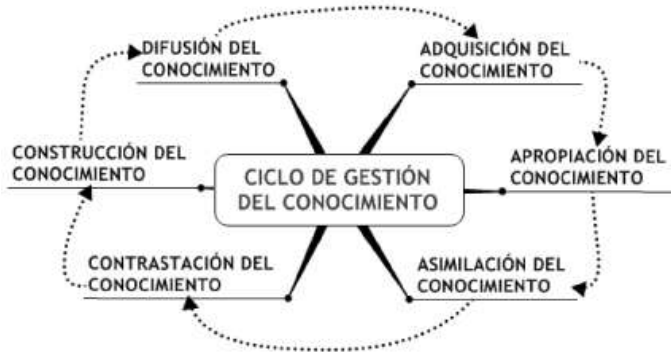 DIFUSIÓN DEL
CONOCIMIENTO
ADQUISICIÓN DEL
CONOCIMIENTO
CONSTRUCCIÓN DEL
CONOCIMIENTO
CICLO DE GESTIÓN
DEL CONOCIMIENTO
APROPIACIÓN DEL
CONOCIMIENTO
CONTRASTACIÓN DEL
CONOCIMIENTO
ASIMILACIÓN DEL
CONOCIMIENTO